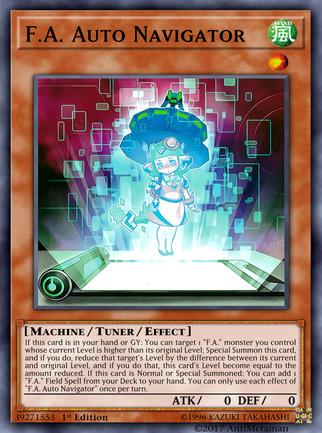 F.A. Auto Navigator
WIND
風
[Machine / Tuner / Effect]
If this card is in your hand or GY: You can target 1 "F.A." monster you
control whose current Level is higher than its original Level; Special Summon this card,
and if you do, reduce that target's Level by the difference between its current
and original Level, and if you do that, this card's Level become equal to the
amount reduced. If this card is Normal or Special Summoned: You can add 1
"F.A." Field Spell from your Deck to your hand. You can only use each effect of
"F.A. Auto Navigator" once per turn.
ATK/ 0 DEF/ 0
39271553 1st Edition ©1996 KAZUKI TAKAHASHI
©2017 AntiMetaman